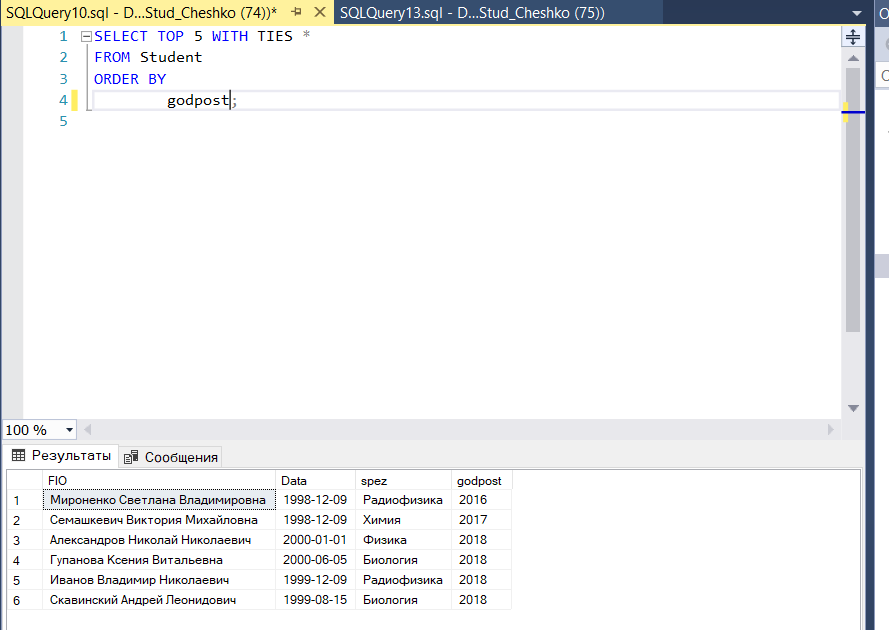 SQLQuery10.sql - D...Stud_Cheshko (74))* SQLQuery13.sql - D...Stud_Cheshko (75))
1 SELECT TOP 5 WITH TIES *
2 FROM Student
3 ORDER BY
4 godpost;
5
100 %
Результаты Сообщения
FIO Data spez godpost
1 Мироненко Светлана Владимировна 1998-12-09 Радиофизика 2016
2 Семашкевич Виктория Михайловна 1998-12-09 Химия 2017
3 Александров Николай Николаевич 2000-01-01 Физика 2018
4 Гупанова Ксения Витальевна 2000-06-05 Биология 2018
5 Иванов Владимир Николаевич 1999-12-09 Радиофизика 2018
6 Скавинский Андрей Леонидович 1999-08-15 Биология 2018